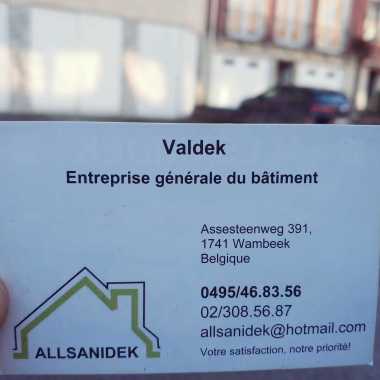 Valdek
Entreprise générale du bâtiment
Assesteenweg 391,
1741 Wambeek
Belgique
0495/46.83.56
02/308.56.87
allsanidek@hotmail.com
Votre satisfaction, notre priorité!
ALLSANIDEK